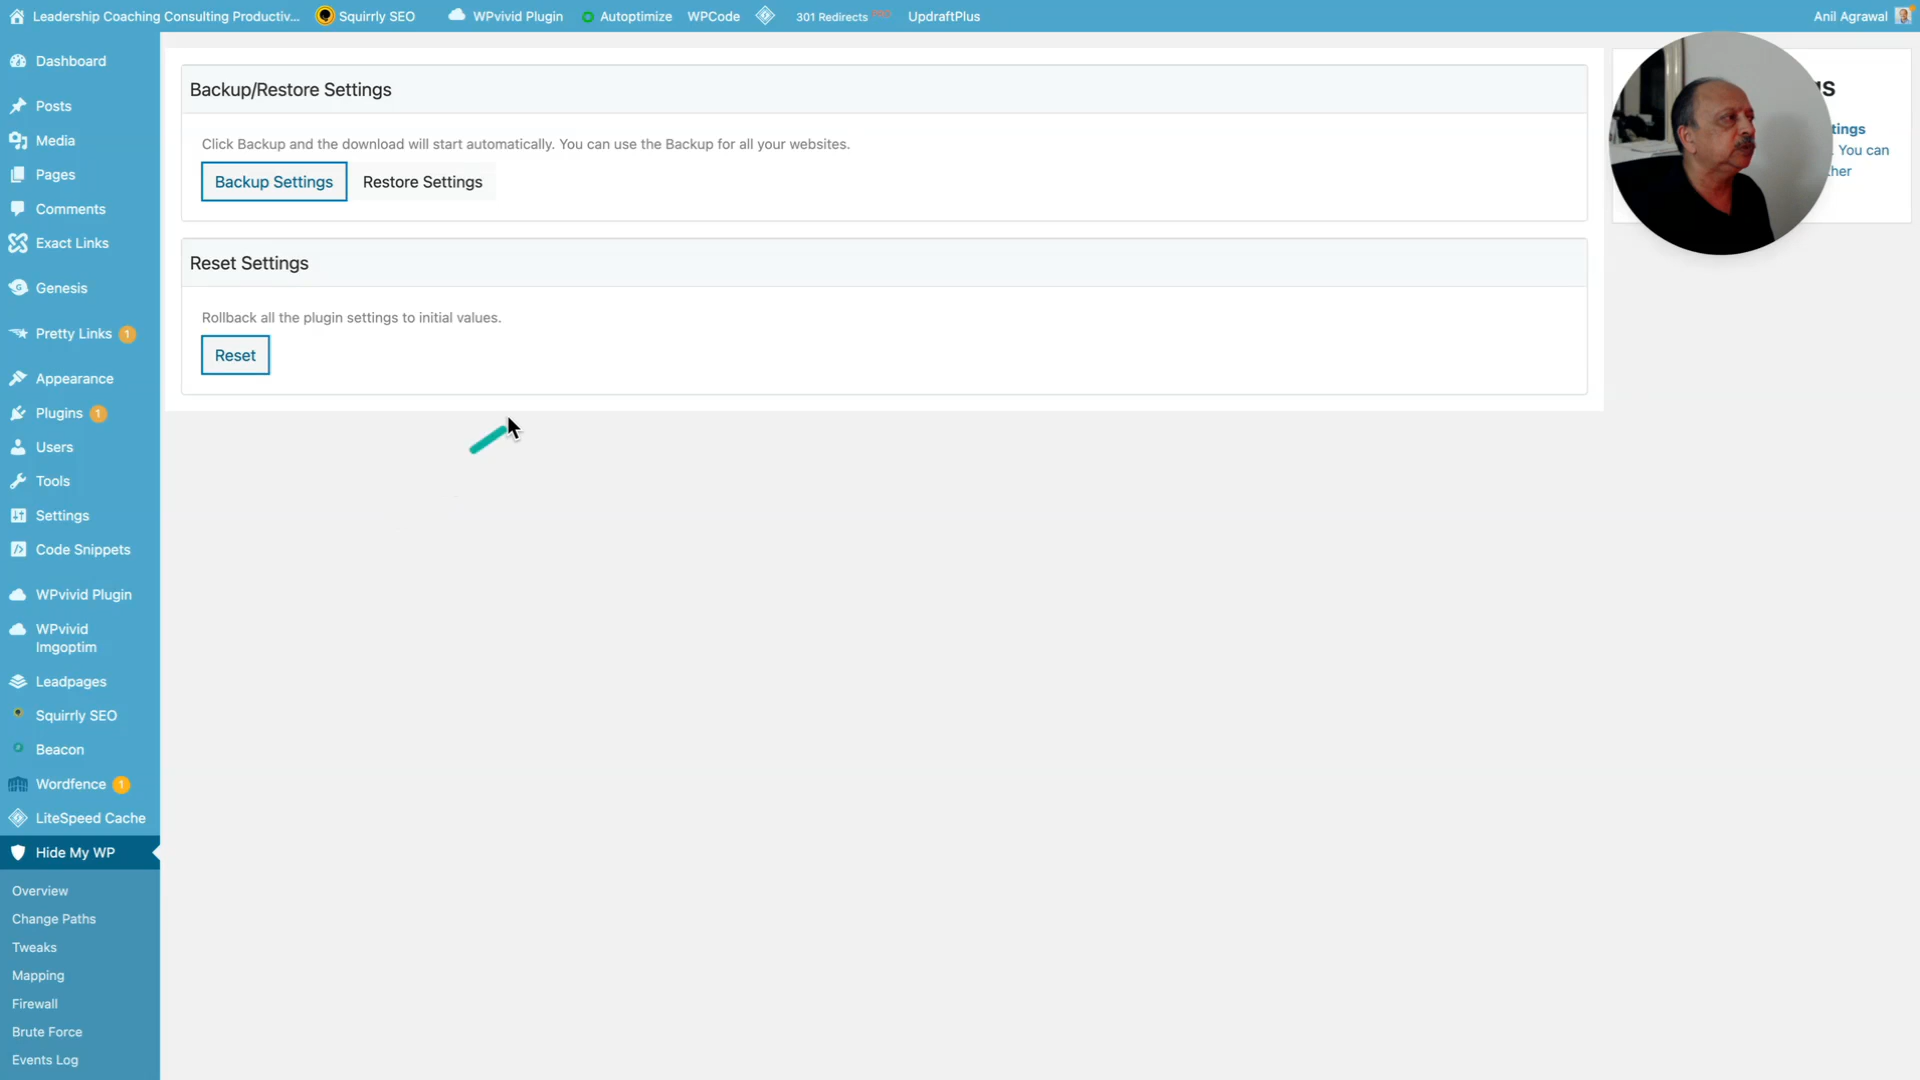 Leadership Coaching Consulting Productiv...
Squirrly SEO
WPvivid Plugin
Autoptimize
WPCode
301 Redirects PRO
UpdraftPlus
Anil Agrawal
Dashboard
Posts
Media
Pages
Comments
Exact Links
Genesis
Pretty Links 1
Appearance
Plugins 1
Users
Tools
Settings
Code Snippets
WPvivid Plugin
WPvivid
Imgoptim
Leadpages
Squirrly SEO
Beacon
Wordfence 1
LiteSpeed Cache
Hide My WP
Overview
Change Paths
Tweaks
Mapping
Firewall
Brute Force
Events Log
Backup/Restore Settings
Click Backup and the download will start automatically. You can use the Backup for all your websites.
Backup Settings
Restore Settings
Reset Settings
Rollback all the plugin settings to initial values.
Reset
. You can